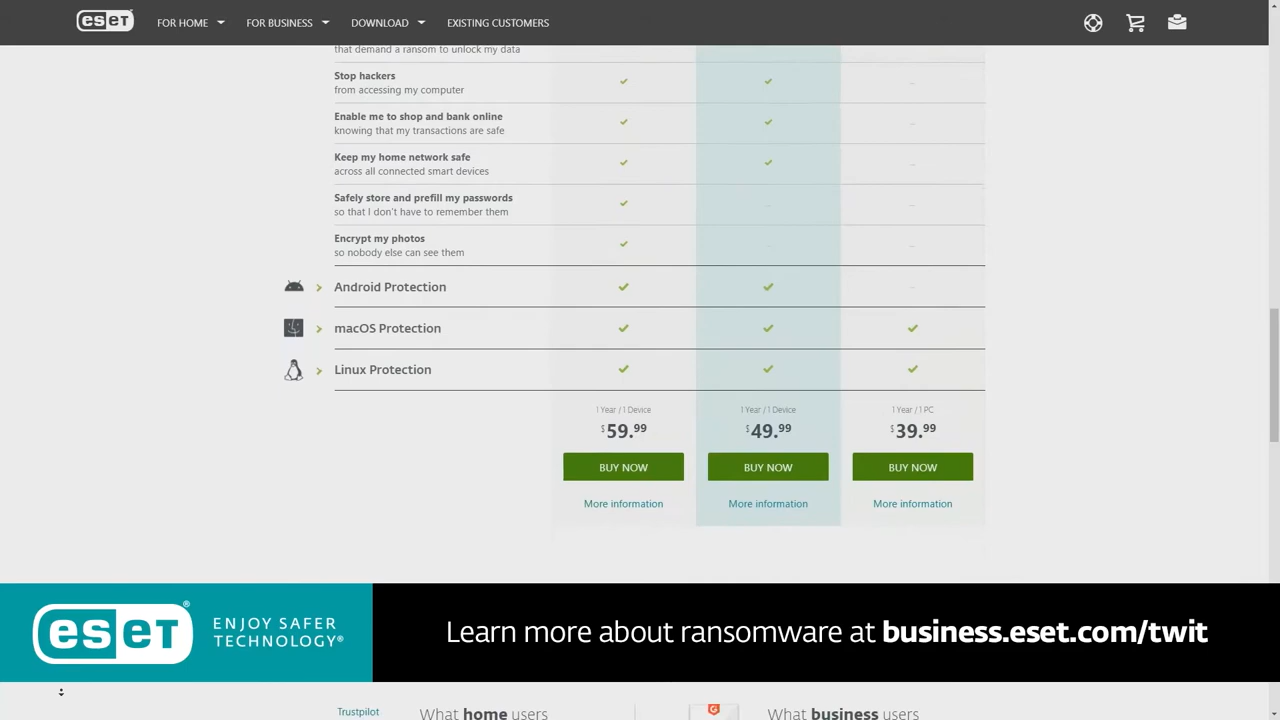 eset
FOR HOME
FOR BUSINESS
DOWNLOAD
EXISTING CUSTOMERS
that demand a ransom to unlock my data
Stop hackers
from accessing my computer
Enable me to shop and bank online
knowing that my transactions are safe
Keep my home network safe
across all connected smart devices
Safely store and prefill my passwords
so that I don't have to remember them
Encrypt my photos
so nobody else can see them
Android Protection
macOS Protection
Linux Protection
1 Year / 1 Device
1 Year / 1 Device
1 Year / 1 PC
$59.99
$49.99
$39.99
BUY NOW
BUY NOW
BUY NOW
More information
More information
More information
eset®
ENJOY SAFER
TECHNOLOGY®
Learn more about ransomware at business.eset.com/twit
Trustpilot
What home users
What business users